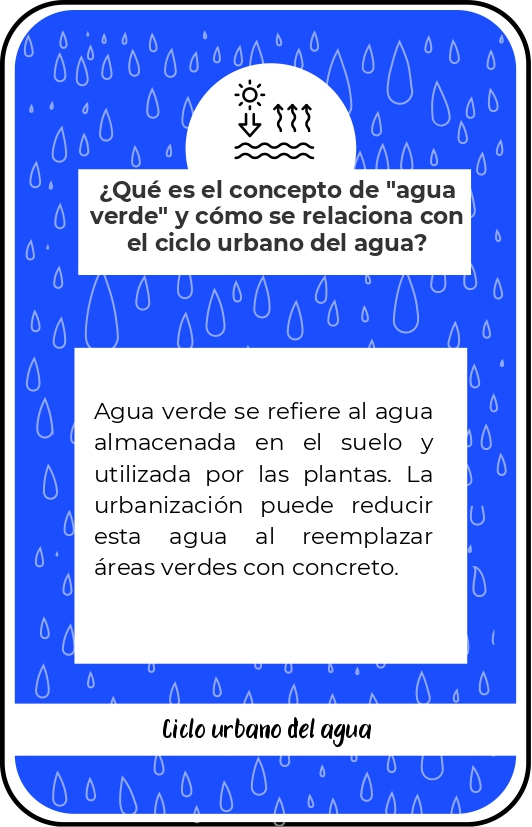 ¿Qué es el concepto de "agua
verde" y cómo se relaciona con
el ciclo urbano del agua?
Agua verde se refiere al agua
almacenada en el suelo y
utilizada por las plantas. La
urbanización puede reducir
esta agua al reemplazar
áreas verdes con concreto.
Ciclo urbano del agua